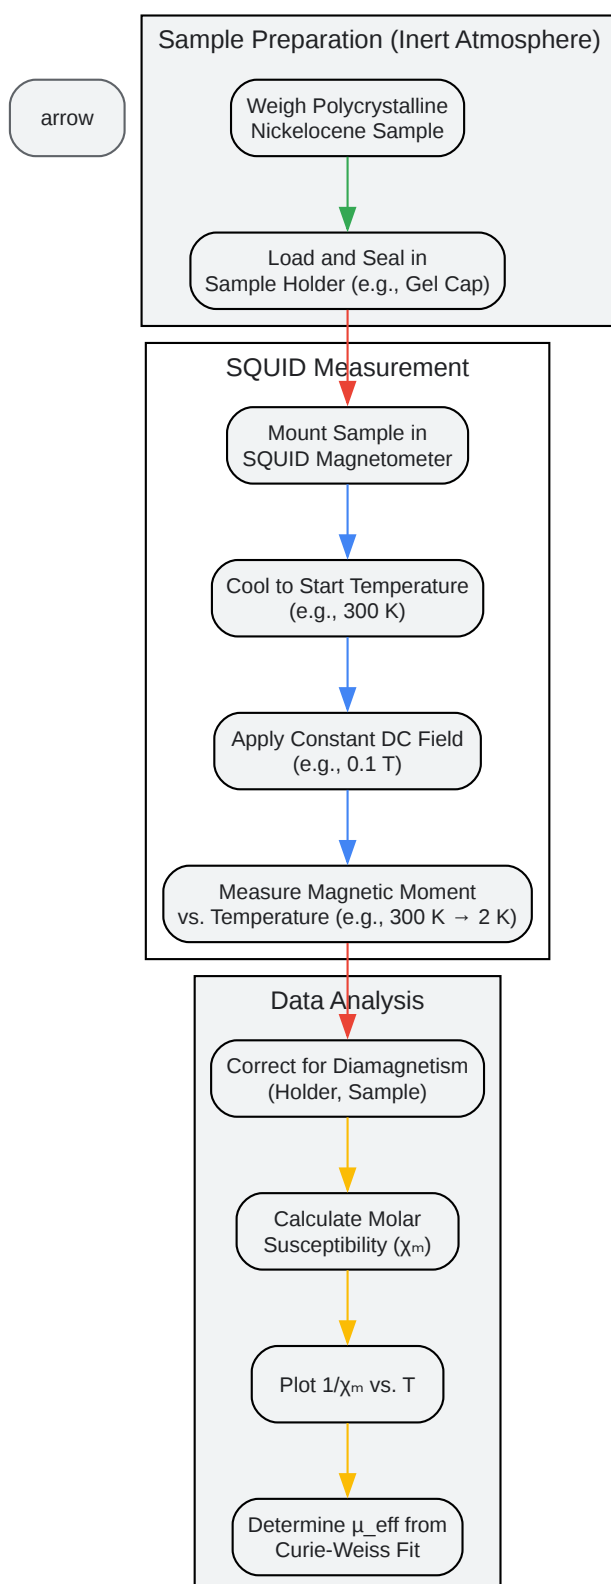 Sample Preparation (Inert Atmosphere)
arrow
Weigh Polycrystalline
Nickelocene Sample
Load and Seal in
Sample Holder (e.g., Gel Cap)
SQUID Measurement
Mount Sample in
SQUID Magnetometer
Cool to Start Temperature
(e.g., 300 K)
Apply Constant DC Field
(e.g., 0.1 T)
Measure Magnetic Moment
vs. Temperature (e.g., 300 K → 2 K)
Data Analysis
Correct for Diamagnetism
(Holder, Sample)
Calculate Molar
Susceptibility (χₘ)
Plot 1/χₘ vs. T
Determine μ_eff from
Curie-Weiss Fit